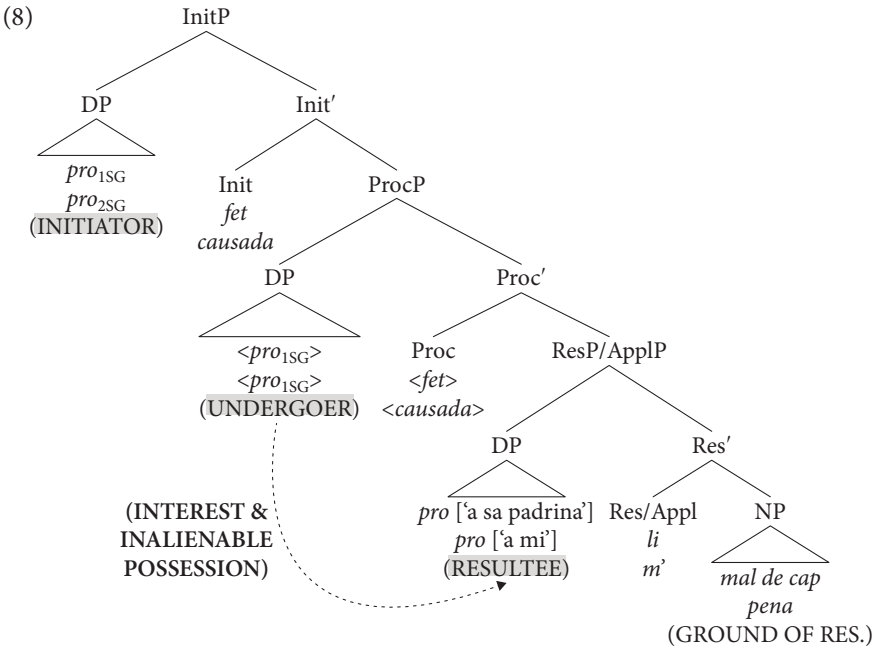 (8)
InitP
DP Init′
pro1SG
pro2SG
(INITIATOR)
Init
fet
causada
ProcP
DP Proc′
<pro1SG>
<pro1SG>
(UNDERGOER)
Proc
<fet>
<causada>
ResP/ApplP
DP Res′
(INTEREST &
INALIENABLE
POSSESSION)
pro [‘a sa padrina’]
pro [‘a mi’]
(RESULTEE)
Res/Appl
li
m’
NP
mal de cap
pena
(GROUND OF RES.)